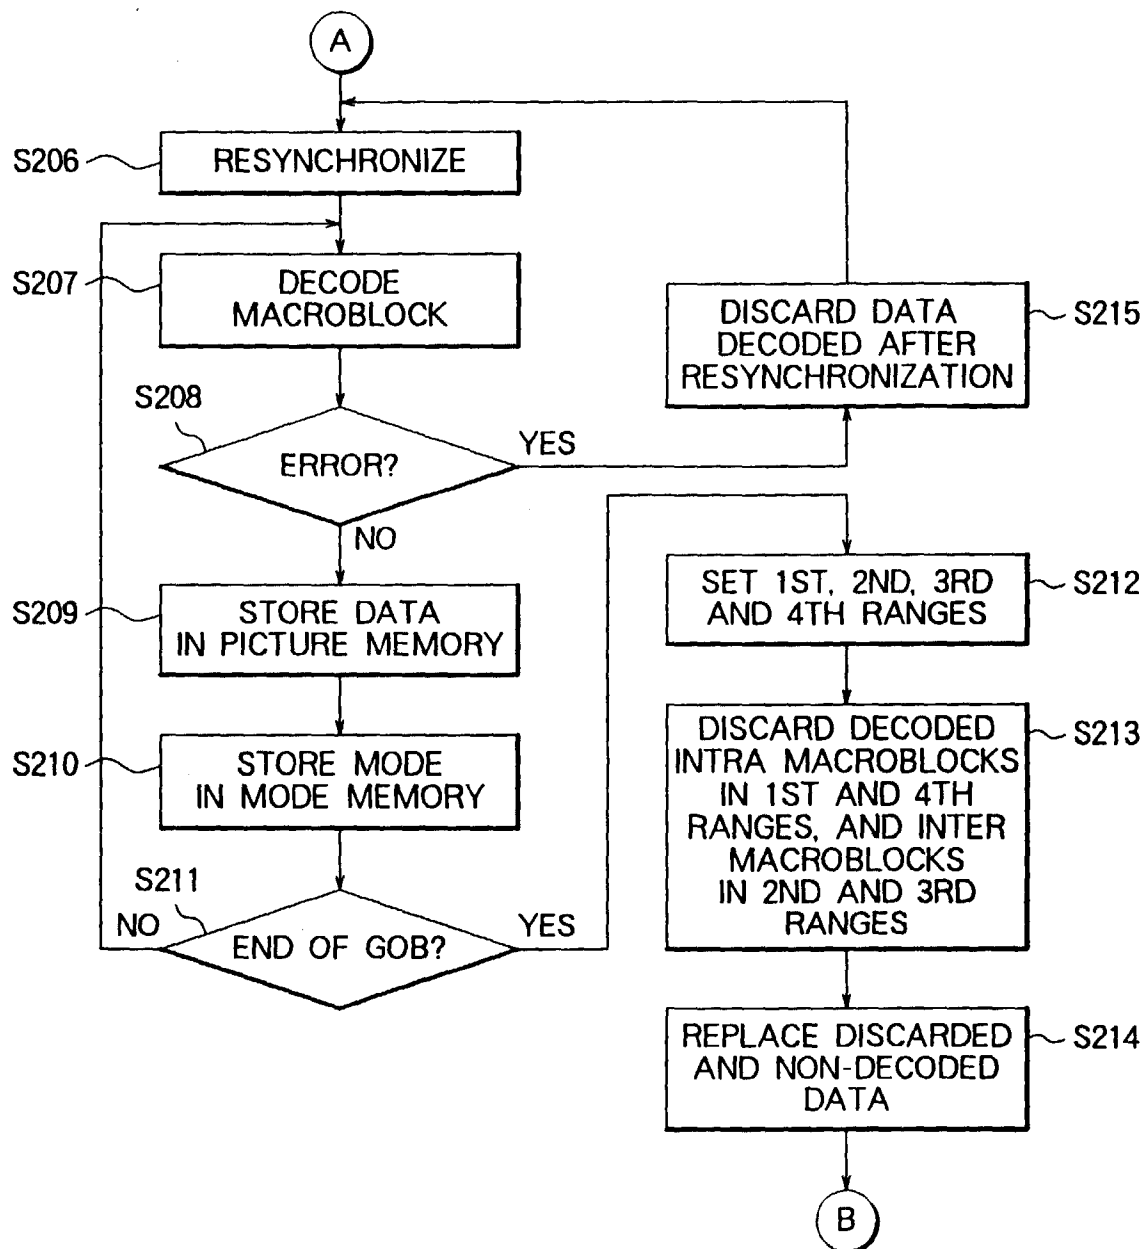 A
S206
RESYNCHRONIZE
S207
DECODE
MACROBLOCK
S208
ERROR?
YES
NO
S215
DISCARD DATA
DECODED AFTER
RESYNCHRONIZATION
S209
STORE DATA
IN PICTURE MEMORY
S210
STORE MODE
IN MODE MEMORY
S211
END OF GOB?
NO
YES
S212
SET 1ST, 2ND, 3RD
AND 4TH RANGES
S213
DISCARD DECODED
INTRA MACROBLOCKS
IN 1ST AND 4TH
RANGES, AND INTER
MACROBLOCKS
IN 2ND AND 3RD
RANGES
S214
REPLACE DISCARDED
AND NON-DECODED
DATA
B